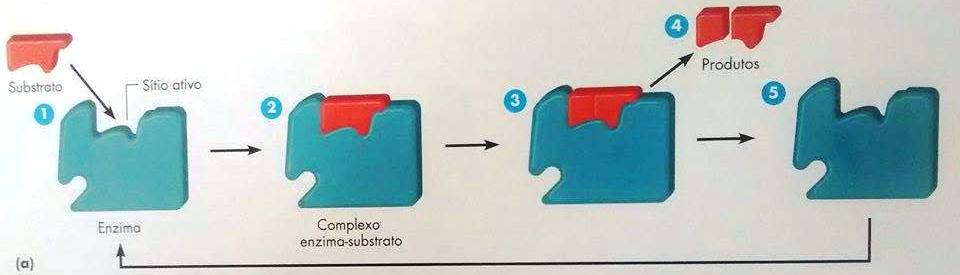 Substrato
Sítio ativo
1
2
3
4
Produtos
5
Enzima
Complexo
enzima-substrato
(a)